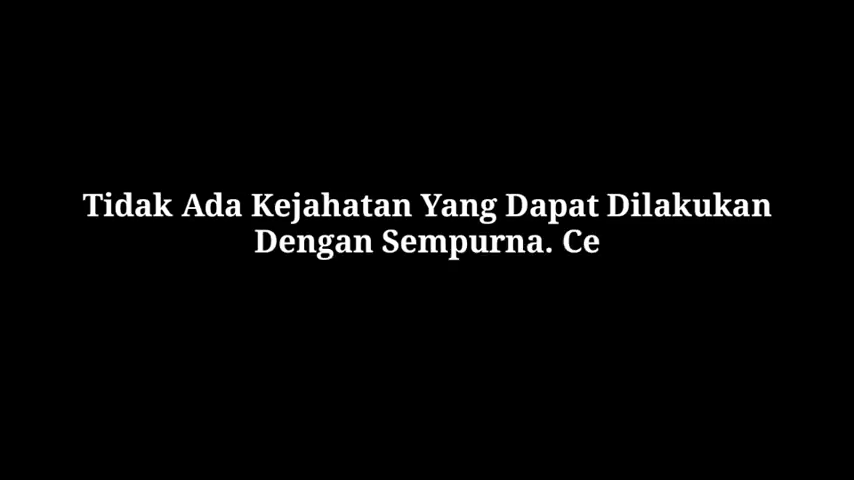 Tidak Ada Kejahatan Yang Dapat Dilakukan
Dengan Sempurna. Ce